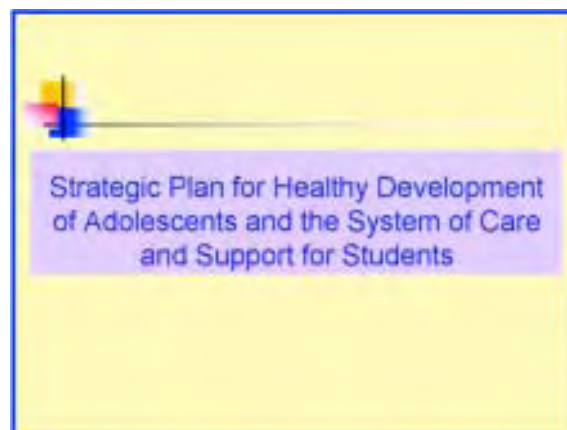 Strategic Plan for Healthy Development
of Adolescents and the System of Care
and Support for Students